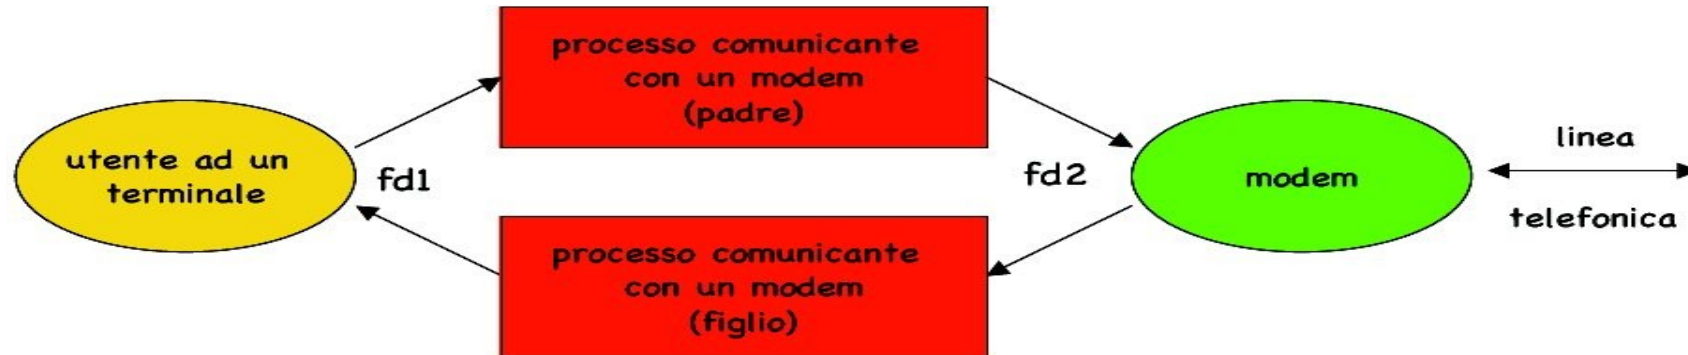 processo comunicante
con un modem
(padre)
utente ad un
terminale
fd1
fd2
modem
linea
telefonica
processo comunicante
con un modem
(figlio)